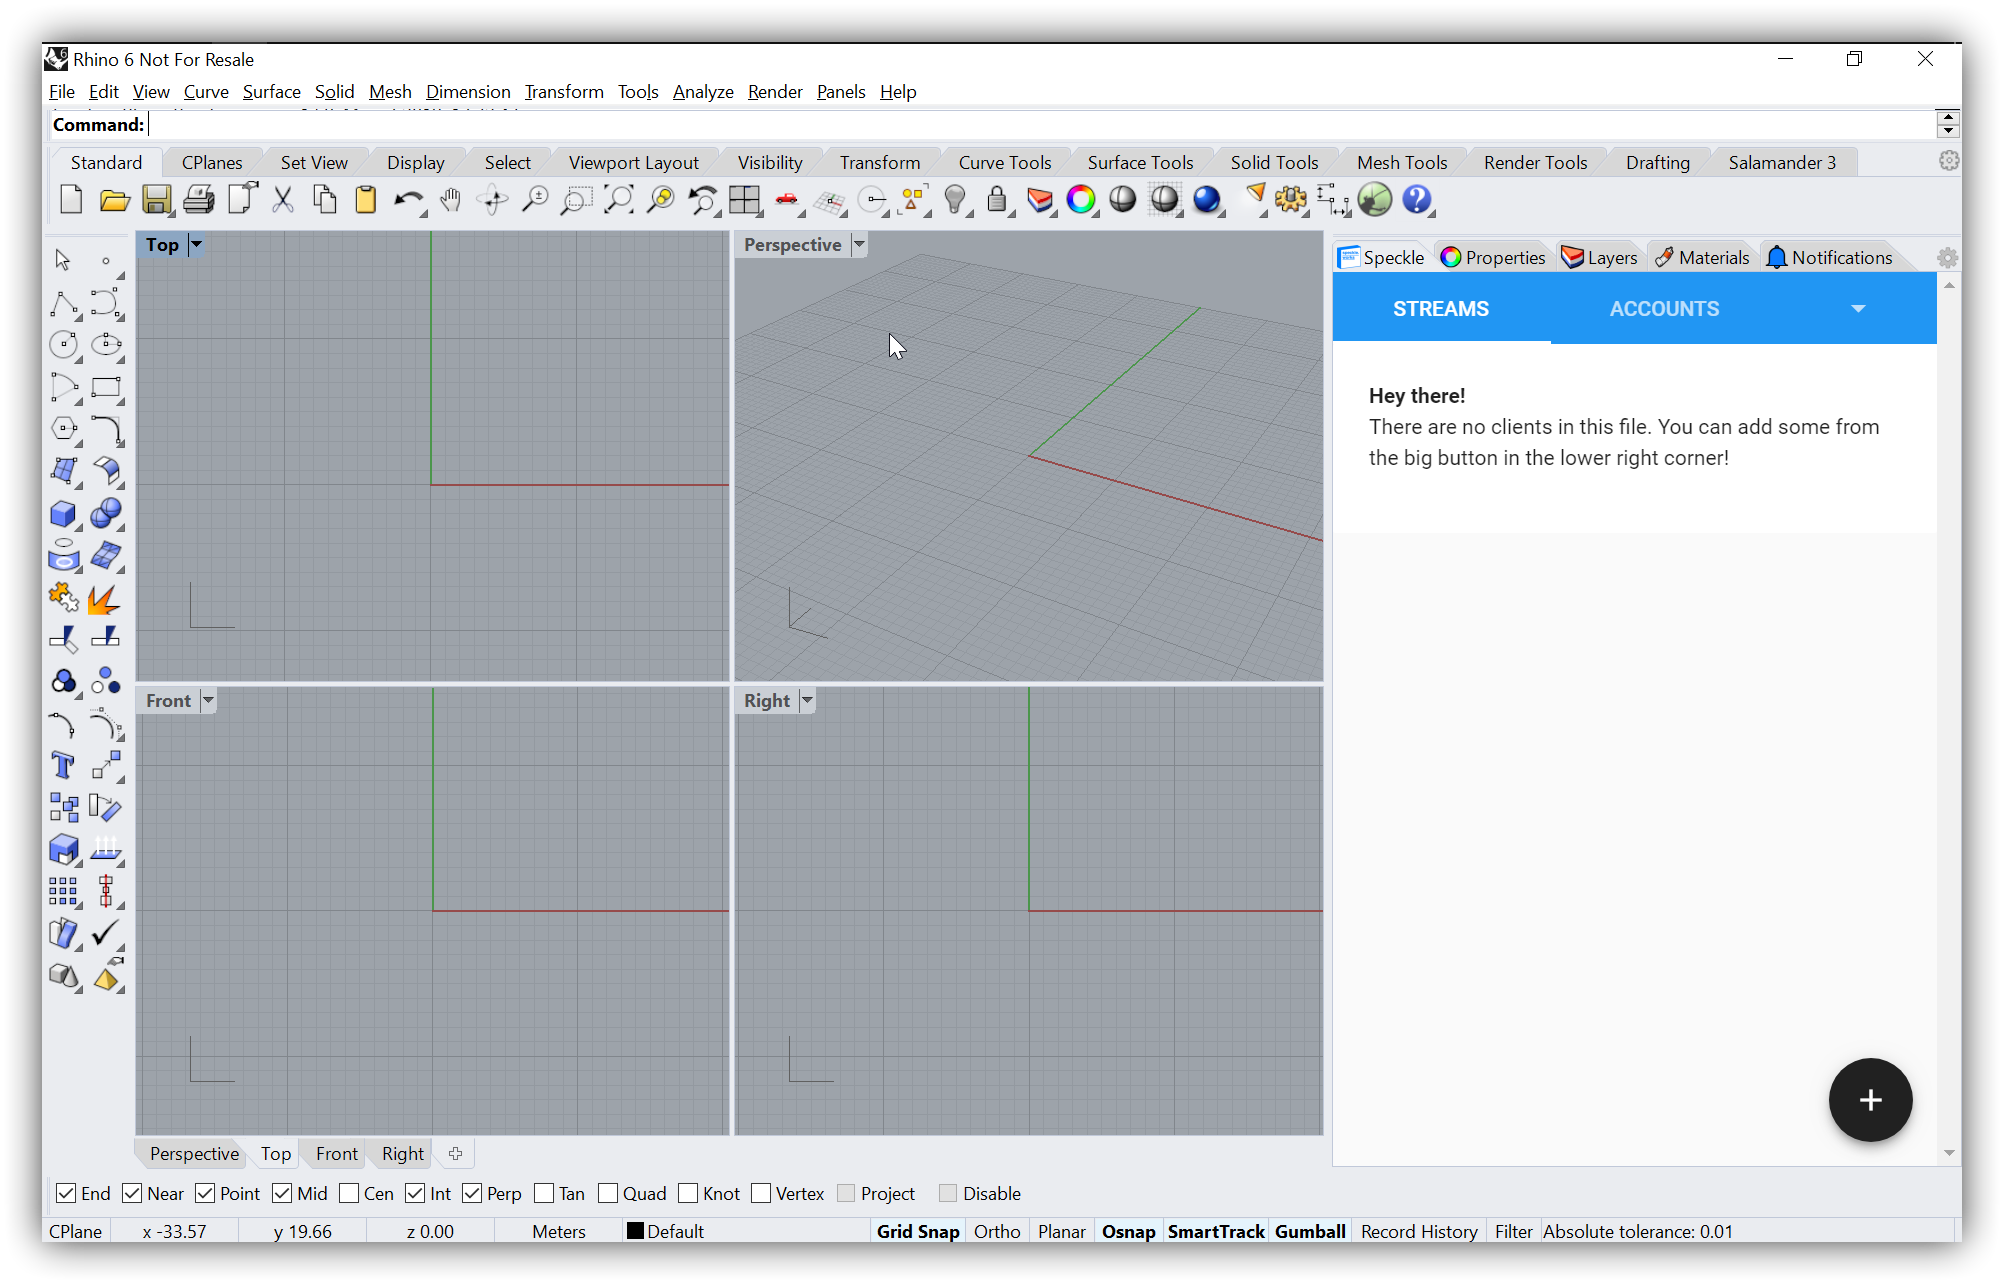 Rhino 6 Not For Resale
File Edit View Curve Surface Solid Mesh Dimension Transform Tools Analyze Render Panels Help
Command:
Standard CPlanes Set View Display Select Viewport Layout Visibility Transform Curve Tools Surface Tools Solid Tools Mesh Tools Render Tools Drafting Salamander 3
Top
Perspective
Speckle Properties Layers Materials Notifications
STREAMS ACCOUNTS
Hey there!
There are no clients in this file. You can add some from
the big button in the lower right corner!
Front
Right
+
Perspective Top Front Right
End Near Point Mid Cen Int Perp Tan Quad Knot Vertex Project Disable
CPlane x -33.57 y 19.66 z 0.00 Meters Default Grid Snap Ortho Planar Osnap SmartTrack Gumball Record History Filter Absolute tolerance: 0.01